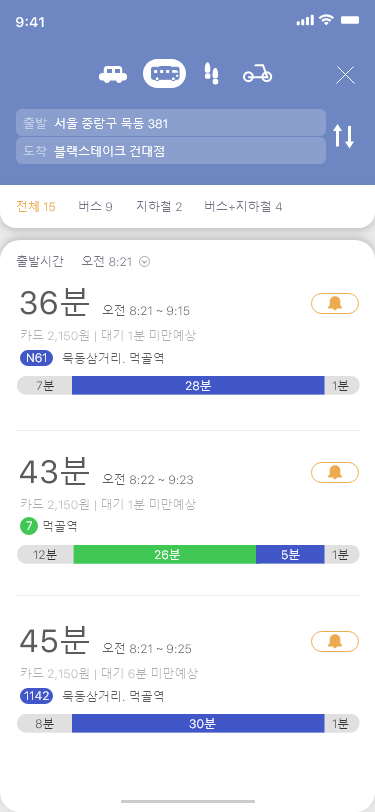 9:41
출발 서울 중랑구 묵동 381
도착 블랙스테이크 건대점
전체 15 버스 9 지하철 2 버스+지하철 4
출발시간 오전 8:21
36분 오전 8:21 ~ 9:15
카드 2,150원 | 대기 1분 미만예상
N61 묵동삼거리. 먹골역
7분 28분 1분
43분 오전 8:22 ~ 9:23
카드 2,150원 | 대기 1분 미만예상
7 먹골역
12분 26분 5분 1분
45분 오전 8:21 ~ 9:25
카드 2,150원 | 대기 6분 미만예상
1142 묵동삼거리. 먹골역
8분 30분 1분